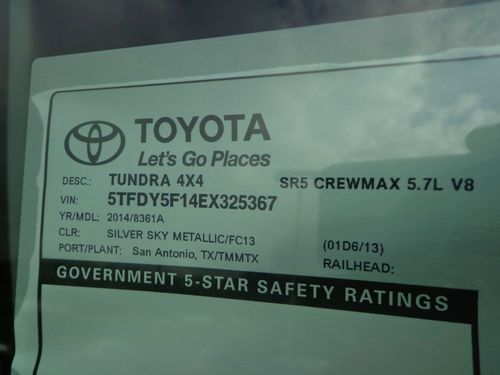 TOYOTA
Let's Go Places
DESC.: TUNDRA 4X4 SR5 CREWMAX 5.7L V8
VIN: 5TFDY5F14EX325367
YR/MDL: 2014/8361A
CLR: SILVER SKY METALLIC/FC13 (01D6/13)
PORT/PLANT: San Antonio, TX/TMMTX RAILHEAD:
GOVERNMENT 5-STAR SAFETY RATINGS